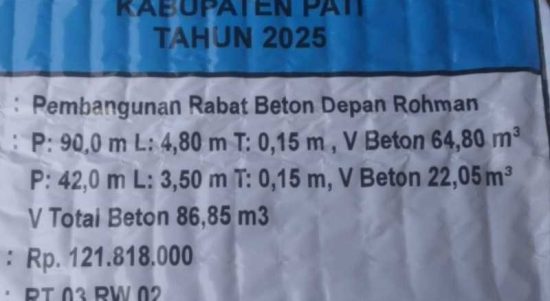 KABUPATEN PATI
TAHUN 2025
: Pembangunan Rabat Beton Depan Rohman
: P: 90,0 m L: 4,80 m T: 0,15 m , V Beton 64,80 m³
P: 42,0 m L: 3,50 m T: 0,15 m, V Beton 22,05 m³
V Total Beton 86,85 m3
: Rp. 121.818.000
: RT 03 RW 02